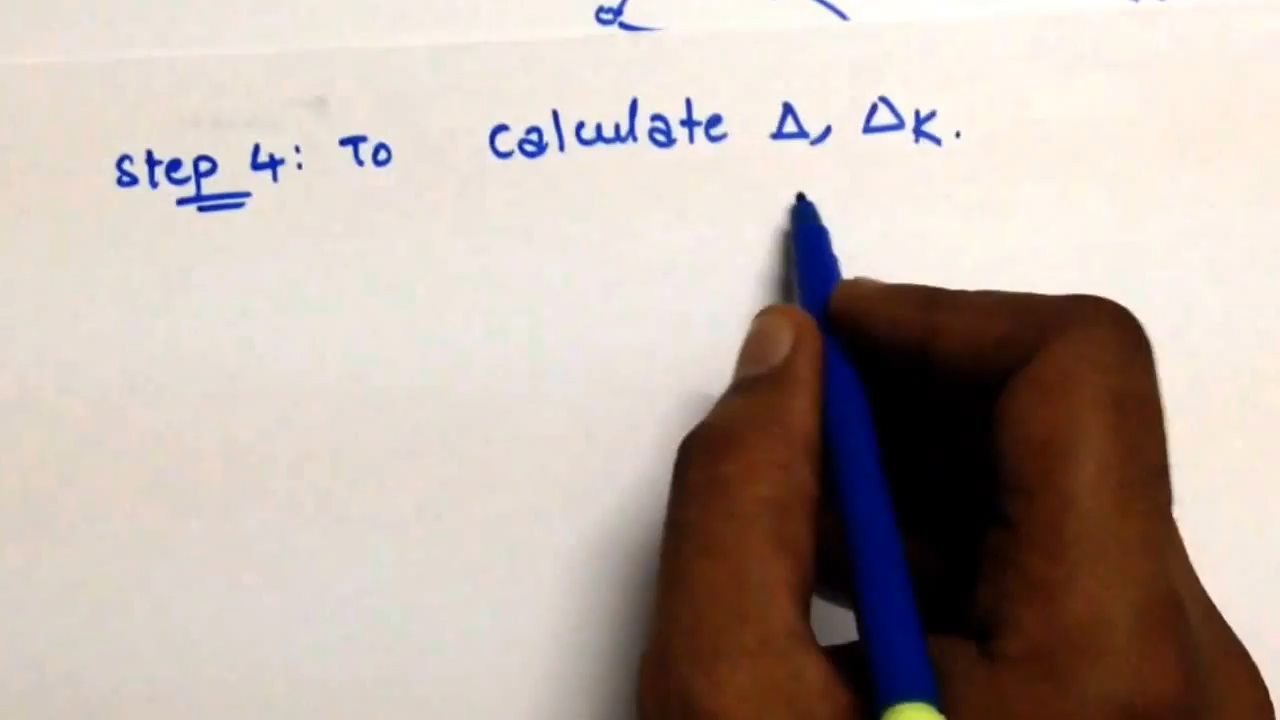 Step 4: To calculate Δ, ΔK.